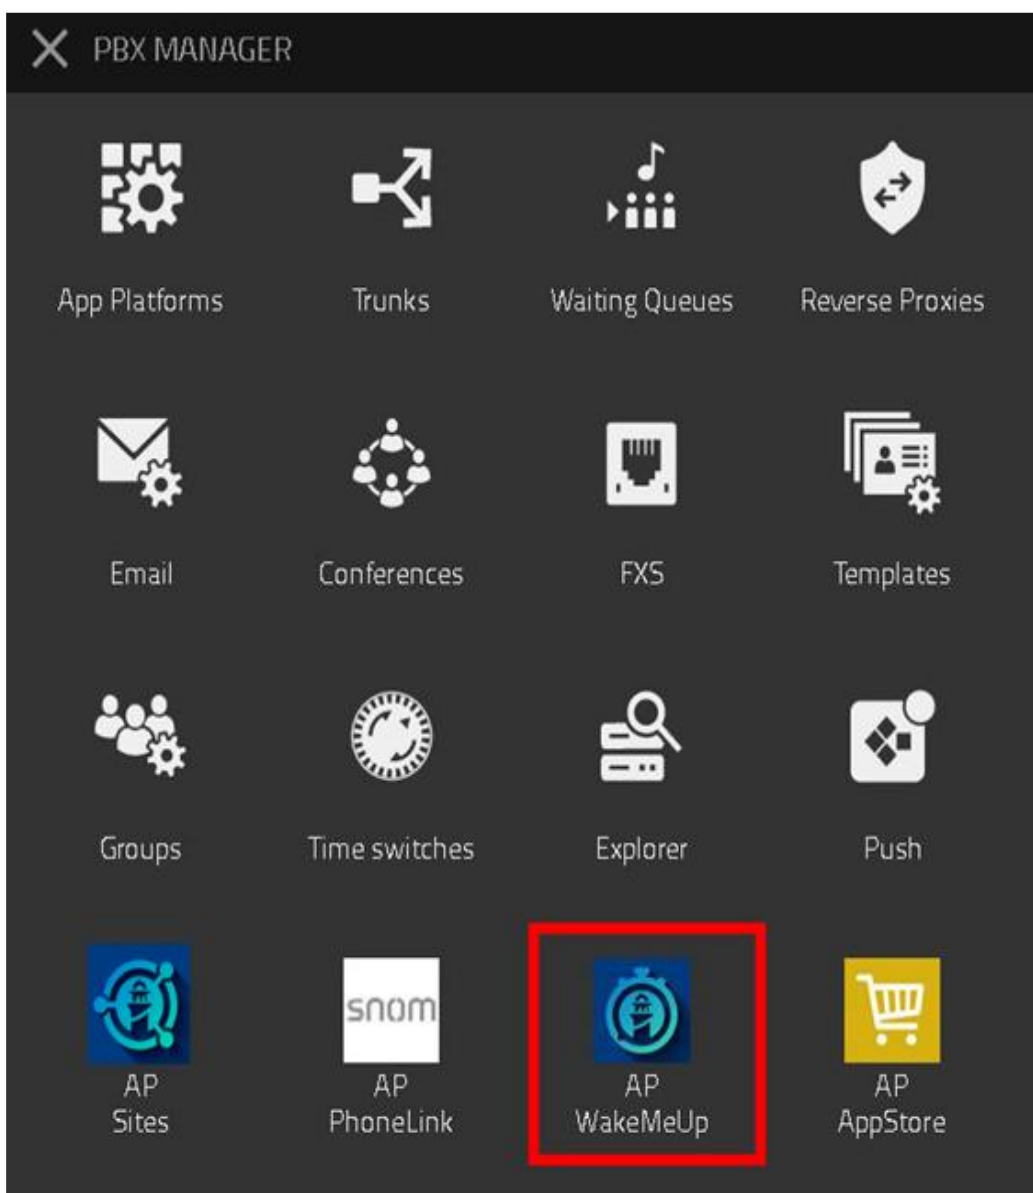 PBX MANAGER
App Platforms
Trunks
Waiting Queues
Reverse Proxies
Email
Conferences
FXS
Templates
Groups
Time switches
Explorer
Push
AP
Sites
snom
AP
PhoneLink
AP
WakeMeUp
AP
AppStore